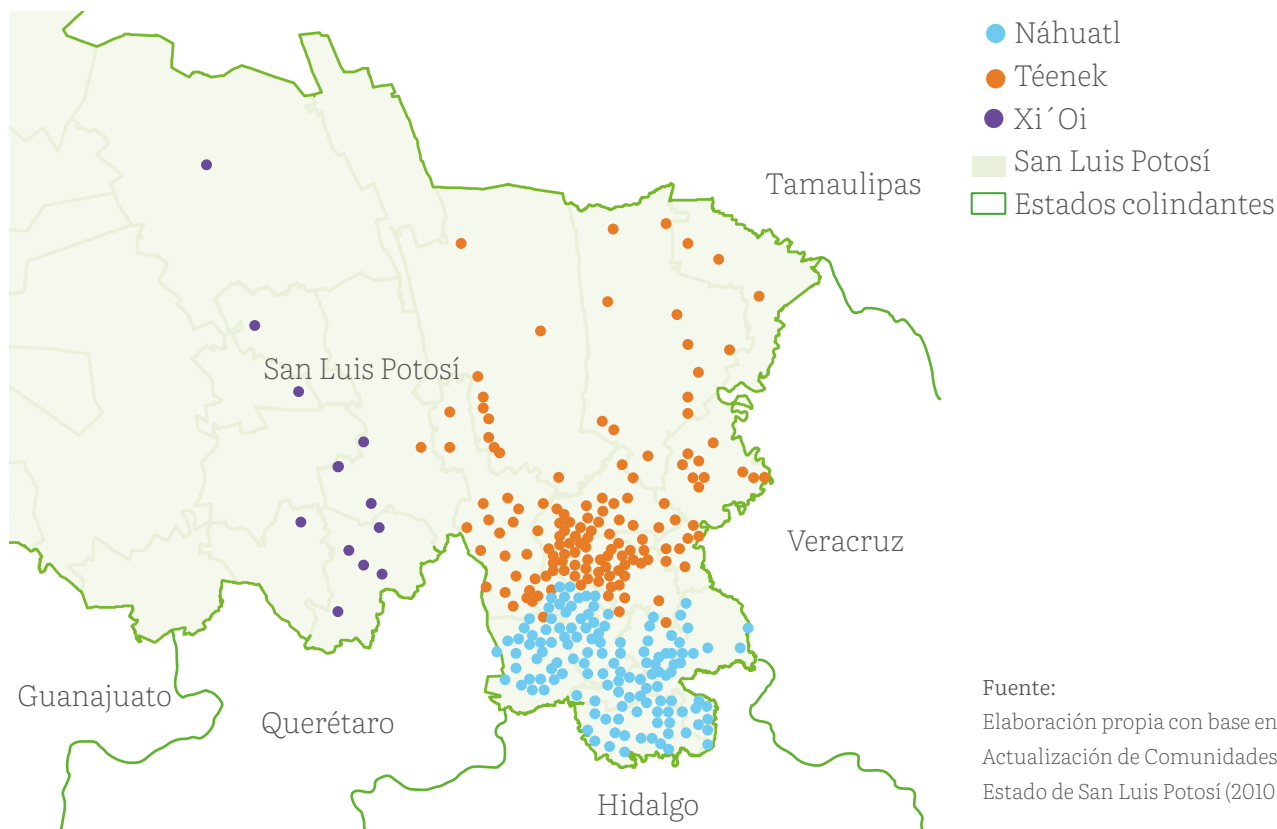 Náhuatl
Téenek
Xi´Oi
San Luis Potosí
Estados colindantes
Tamaulipas
San Luis Potosí
Veracruz
Guanajuato
Querétaro
Hidalgo
Fuente:
Elaboración propia con base en
Actualización de Comunidades
Estado de San Luis Potosí (2010